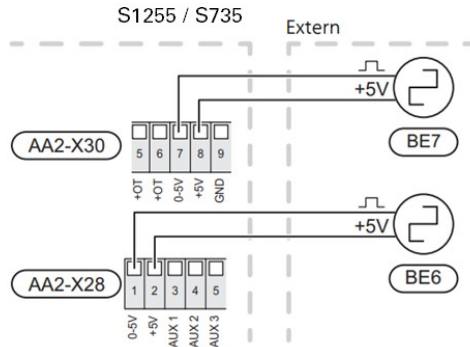 S1255 / S735
Extern
+5V
BE7
AA2-X30
5 6 7 8 9
+OT +OT 0-5V +5V GND
+5V
BE6
AA2-X28
1 2 3 4 5
0-5V +5V AUX 1 AUX 2 AUX 3